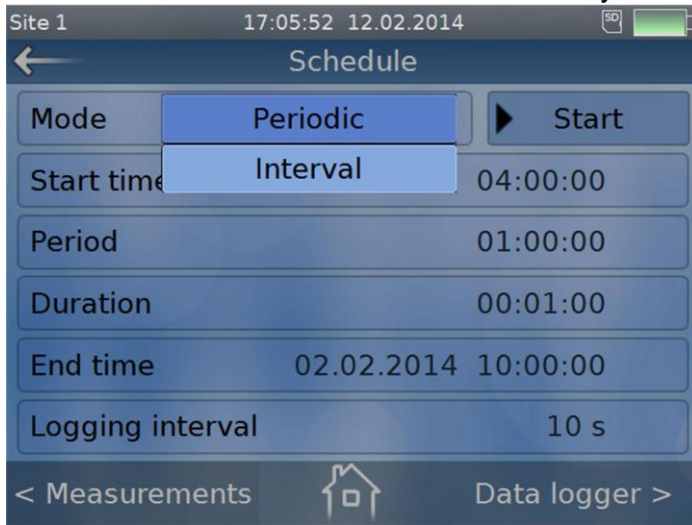 Site 1 17:05:52 12.02.2014 SD
Schedule
Mode Periodic Start
Interval
Start time 04:00:00
Period 01:00:00
Duration 00:01:00
End time 02.02.2014 10:00:00
Logging interval 10 s
< Measurements Data logger >